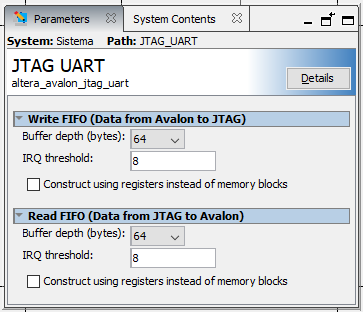 Parameters System Contents
System: Sistema Path: JTAG_UART
JTAG UART
altera_avalon_jtag_uart
Details
Write FIFO (Data from Avalon to JTAG)
Buffer depth (bytes): 64
IRQ threshold: 8
Construct using registers instead of memory blocks
Read FIFO (Data from JTAG to Avalon)
Buffer depth (bytes): 64
IRQ threshold: 8
Construct using registers instead of memory blocks